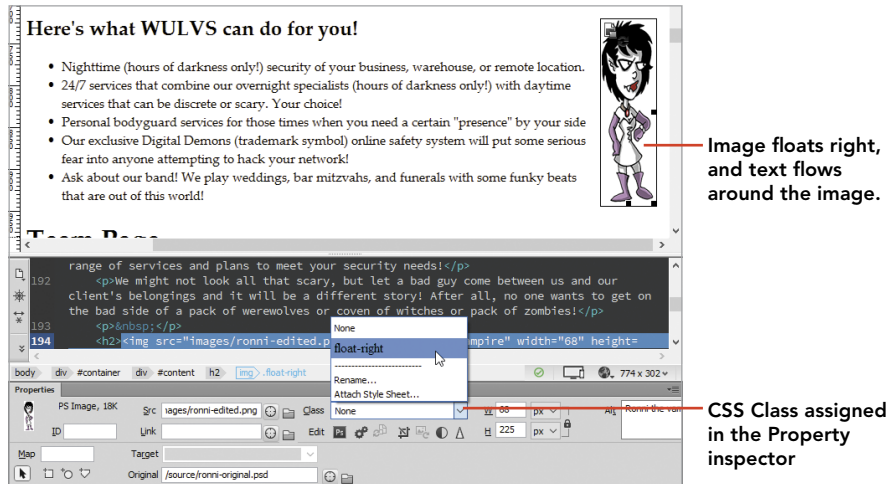 Here's what WULVS can do for you!
• Nighttime (hours of darkness only!) security of your business, warehouse, or remote location.
• 24/7 services that combine our overnight specialists (hours of darkness only!) with daytime
services that can be discrete or scary. Your choice!
• Personal bodyguard services for those times when you need a certain "presence" by your side
• Our exclusive Digital Demons (trademark symbol) online safety system will put some serious
fear into anyone attempting to hack your network!
• Ask about our band! We play weddings, bar mitzvahs, and funerals with some funky beats
that are out of this world!
Team Page
Image floats right,
and text flows
around the image.
range of services and plans to meet your security needs!</p>
192 <p>We might not look all that scary, but let a bad guy come between us and our
client's belongings and it will be a different story! After all, no one wants to get on
the bad side of a pack of werewolves or coven of witches or pack of zombies!</p>
193 <p>&nbsp;</p>
194 <h2><img src="images/ronni-edited.p mpire" width="68" height=
None
float-right
Rename...
Attach Style Sheet...
body div #container div #content h2 img .float-right 774 x 302
Properties
PS Image, 18K Src ages/ronni-edited.png Class None W 68 px Alt Ronni the van
ID Link Edit H 225 px
Map Target
Original /source/ronni-original.psd
CSS Class assigned
in the Property
inspector